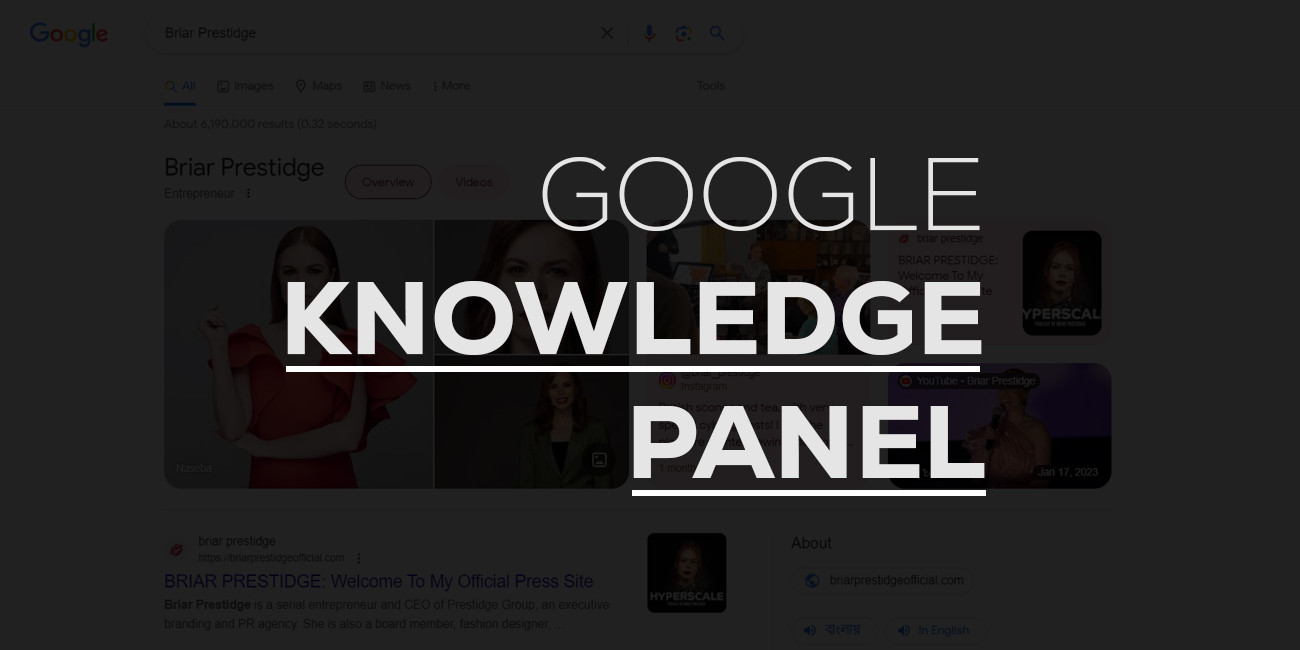 Google
Briar Prestidge
All Images Maps News More Tools
About 6,190,000 results (0.32 seconds)
Briar Prestidge
Entrepreneur
Overview Videos
GOOGLE
KNOWLEDGE
PANEL
Naseba
briar prestidge
BRIAR PRESTIDGE:
Welcome To My
HYPERSCALE
@briar_prestidge
Instagram
YouTube • Briar Prestidge
Jan 17, 2023
briar prestidge
https://briarprestidgeofficial.com
BRIAR PRESTIDGE: Welcome To My Official Press Site
Briar Prestidge is a serial entrepreneur and CEO of Prestidge Group, an executive
branding and PR agency. She is also a board member, fashion designer, ...
HYPERSCALE
About
briarprestidgeofficial.com
বাংলায় In English